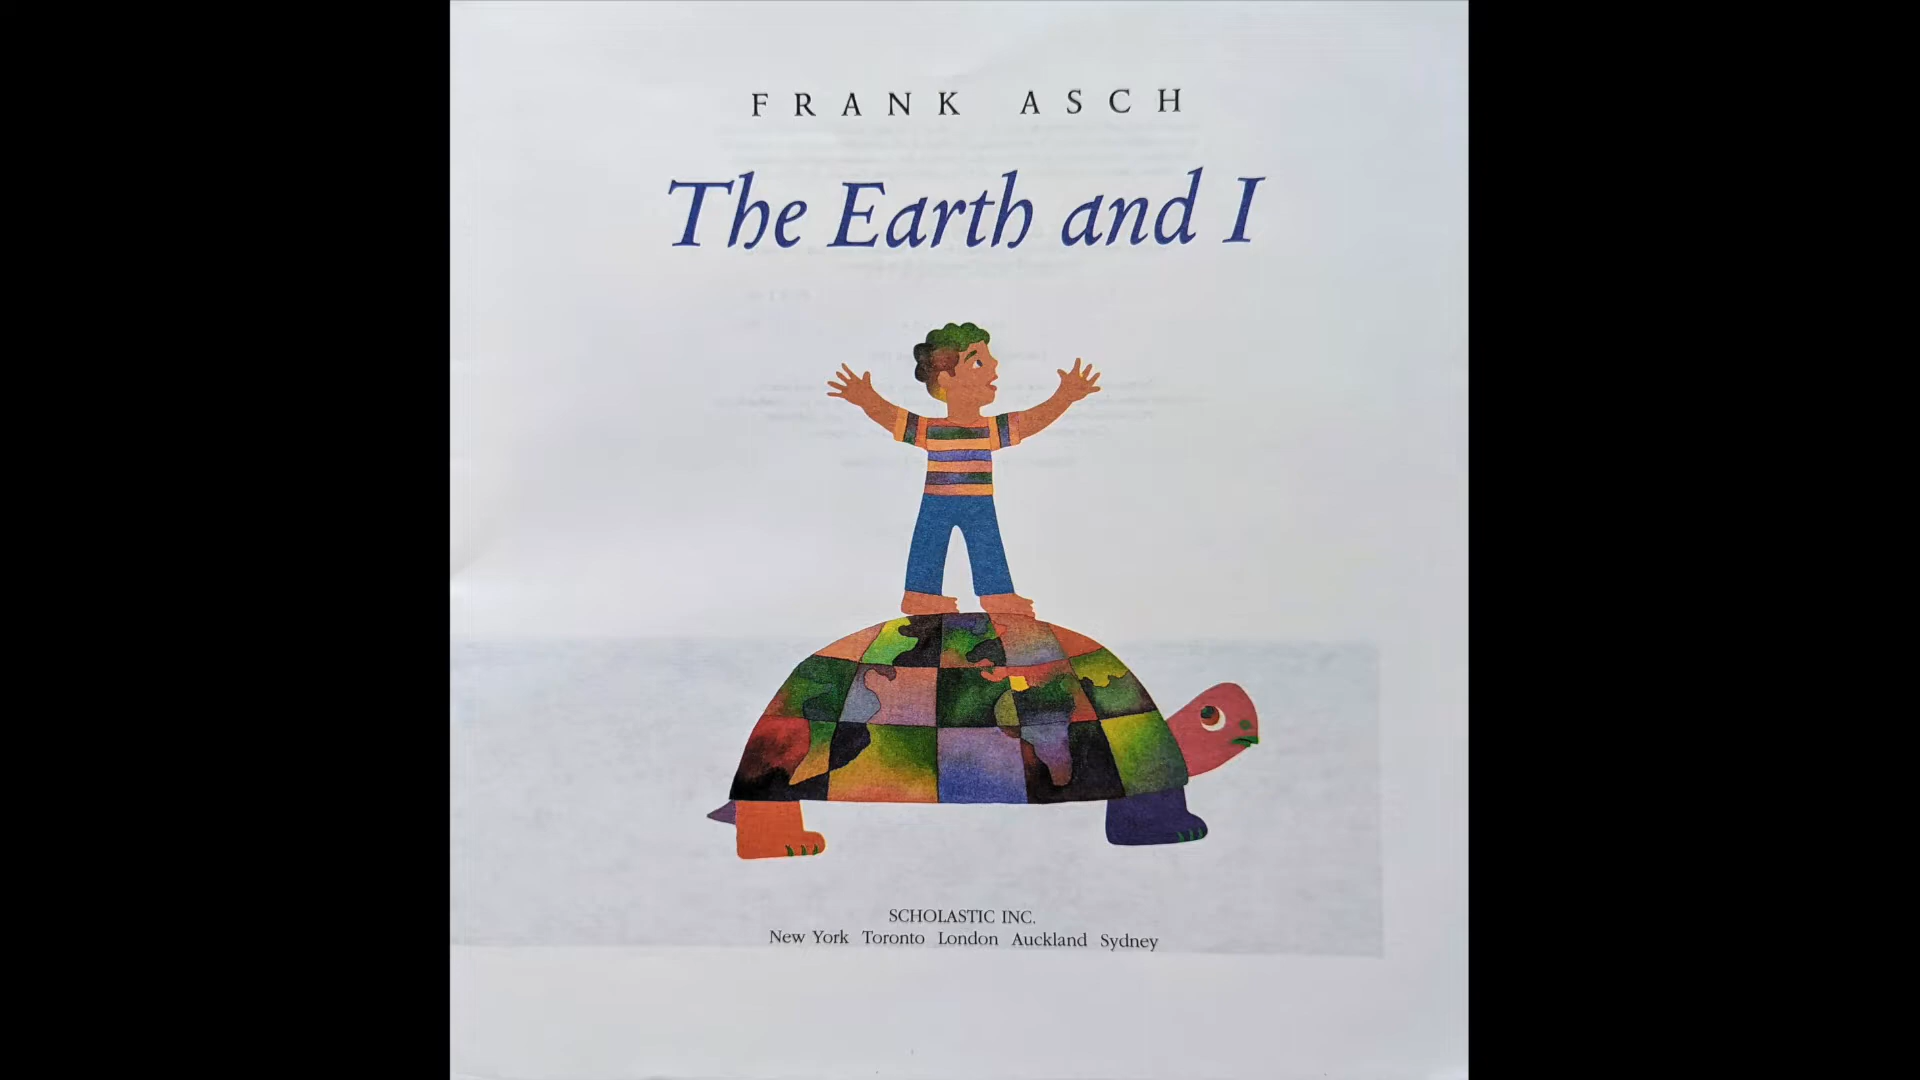 FRANK ASCH
The Earth and I
SCHOLASTIC INC.
New York Toronto London Auckland Sydney